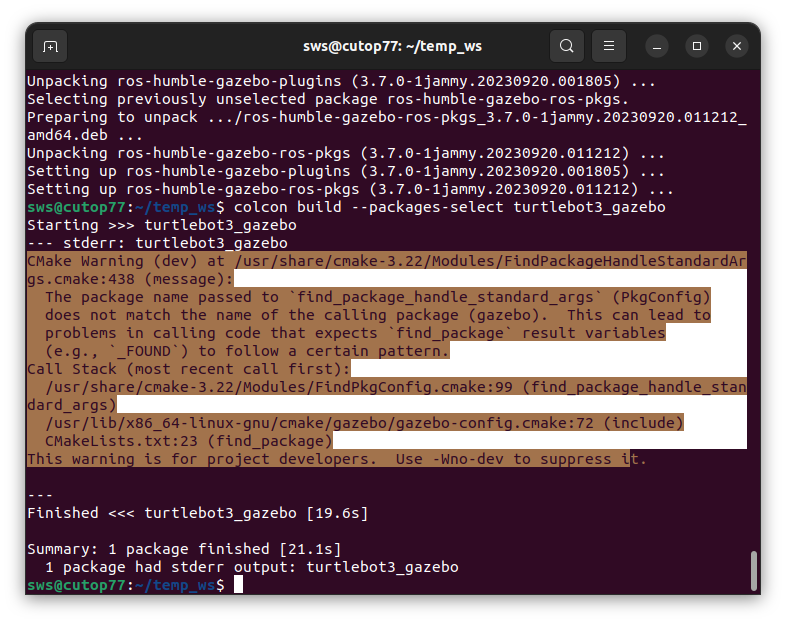 sws@cutop77: ~/temp_ws
Unpacking ros-humble-gazebo-plugins (3.7.0-1jammy.20230920.001805) ...
Selecting previously unselected package ros-humble-gazebo-ros-pkgs.
Preparing to unpack .../ros-humble-gazebo-ros-pkgs_3.7.0-1jammy.20230920.011212_
amd64.deb ...
Unpacking ros-humble-gazebo-ros-pkgs (3.7.0-1jammy.20230920.011212) ...
Setting up ros-humble-gazebo-plugins (3.7.0-1jammy.20230920.001805) ...
Setting up ros-humble-gazebo-ros-pkgs (3.7.0-1jammy.20230920.011212) ...
sws@cutop77:~/temp_ws$ colcon build --packages-select turtlebot3_gazebo
Starting >>> turtlebot3_gazebo
--- stderr: turtlebot3_gazebo
CMake Warning (dev) at /usr/share/cmake-3.22/Modules/FindPackageHandleStandardAr
gs.cmake:438 (message):
  The package name passed to `find_package_handle_standard_args` (PkgConfig)
  does not match the name of the calling package (gazebo).  This can lead to
  problems in calling code that expects `find_package` result variables
  (e.g., `_FOUND`) to follow a certain pattern.
Call Stack (most recent call first):
  /usr/share/cmake-3.22/Modules/FindPkgConfig.cmake:99 (find_package_handle_stan
dard_args)
  /usr/lib/x86_64-linux-gnu/cmake/gazebo/gazebo-config.cmake:72 (include)
  CMakeLists.txt:23 (find_package)
This warning is for project developers.  Use -Wno-dev to suppress it.
---
Finished <<< turtlebot3_gazebo [19.6s]
Summary: 1 package finished [21.1s]
  1 package had stderr output: turtlebot3_gazebo
sws@cutop77:~/temp_ws$